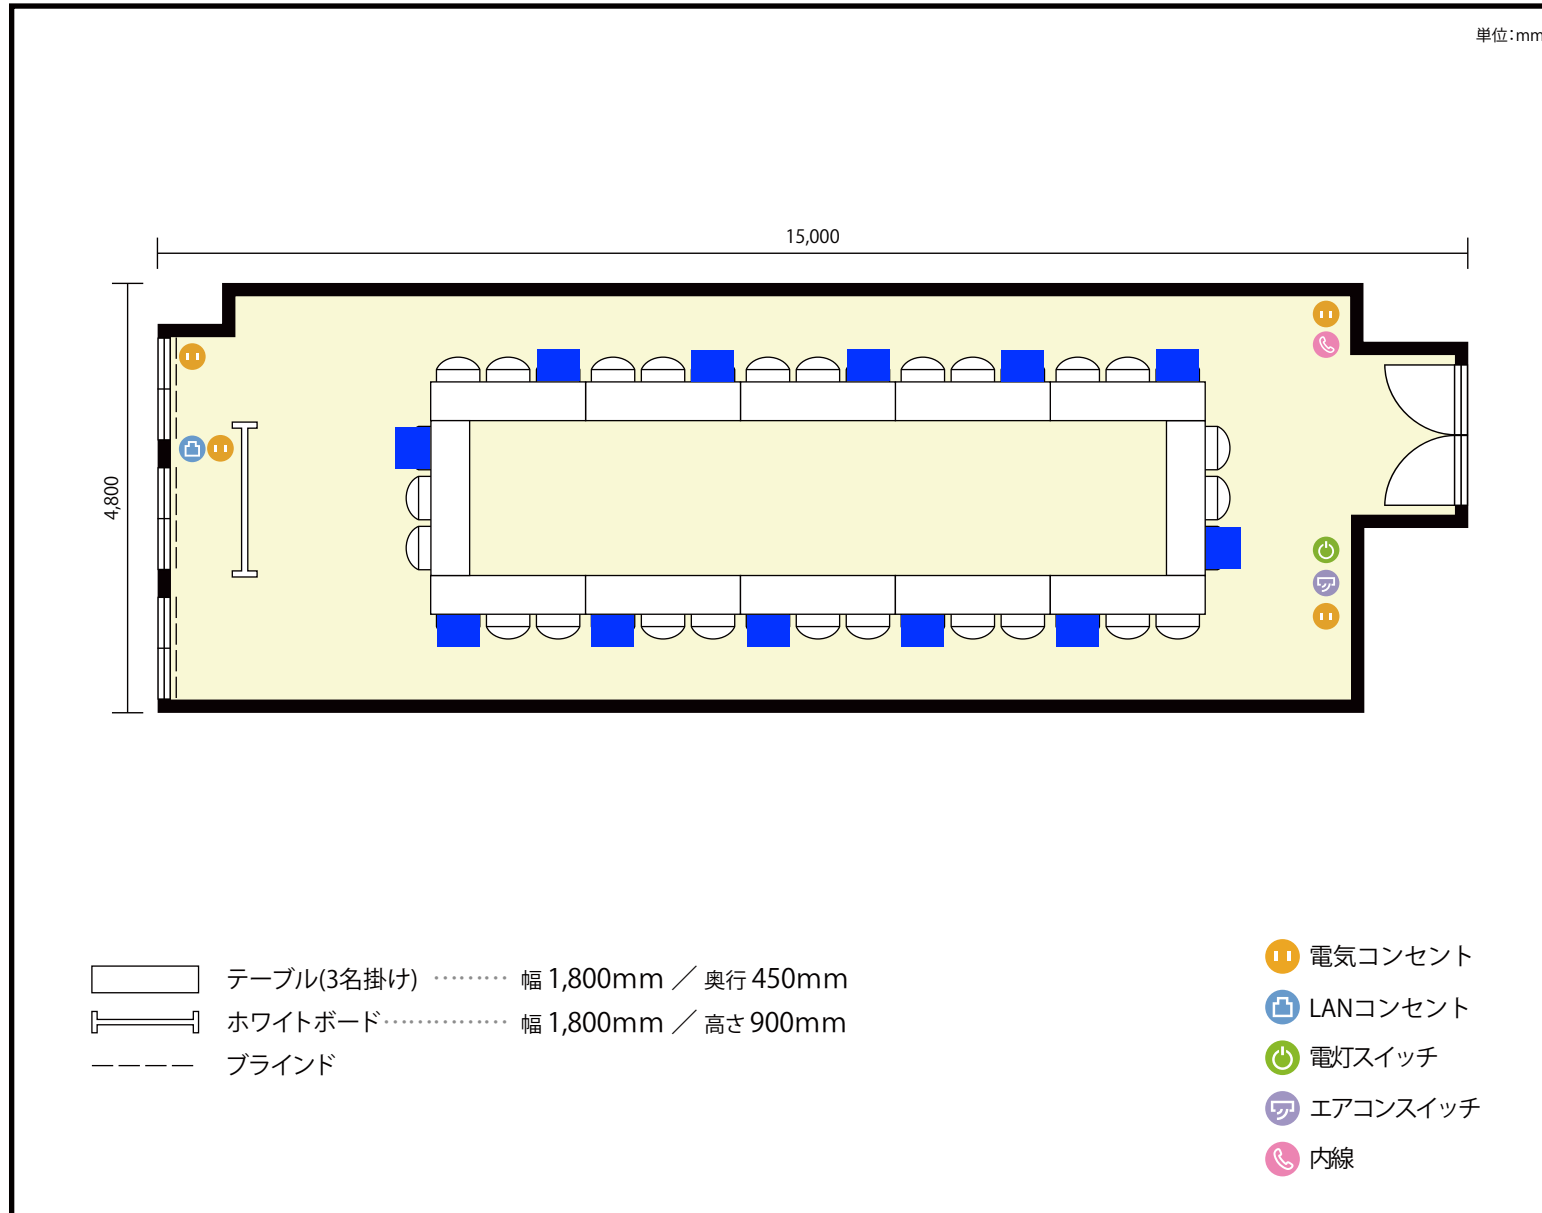 単位：mm
15,000
4,800
テーブル(3名掛け) ········· 幅 1,800mm ／ 奥行 450mm
ホワイトボード··············· 幅 1,800mm ／ 高さ 900mm
ブラインド
電気コンセント
LANコンセント
電灯スイッチ
エアコンスイッチ
内線